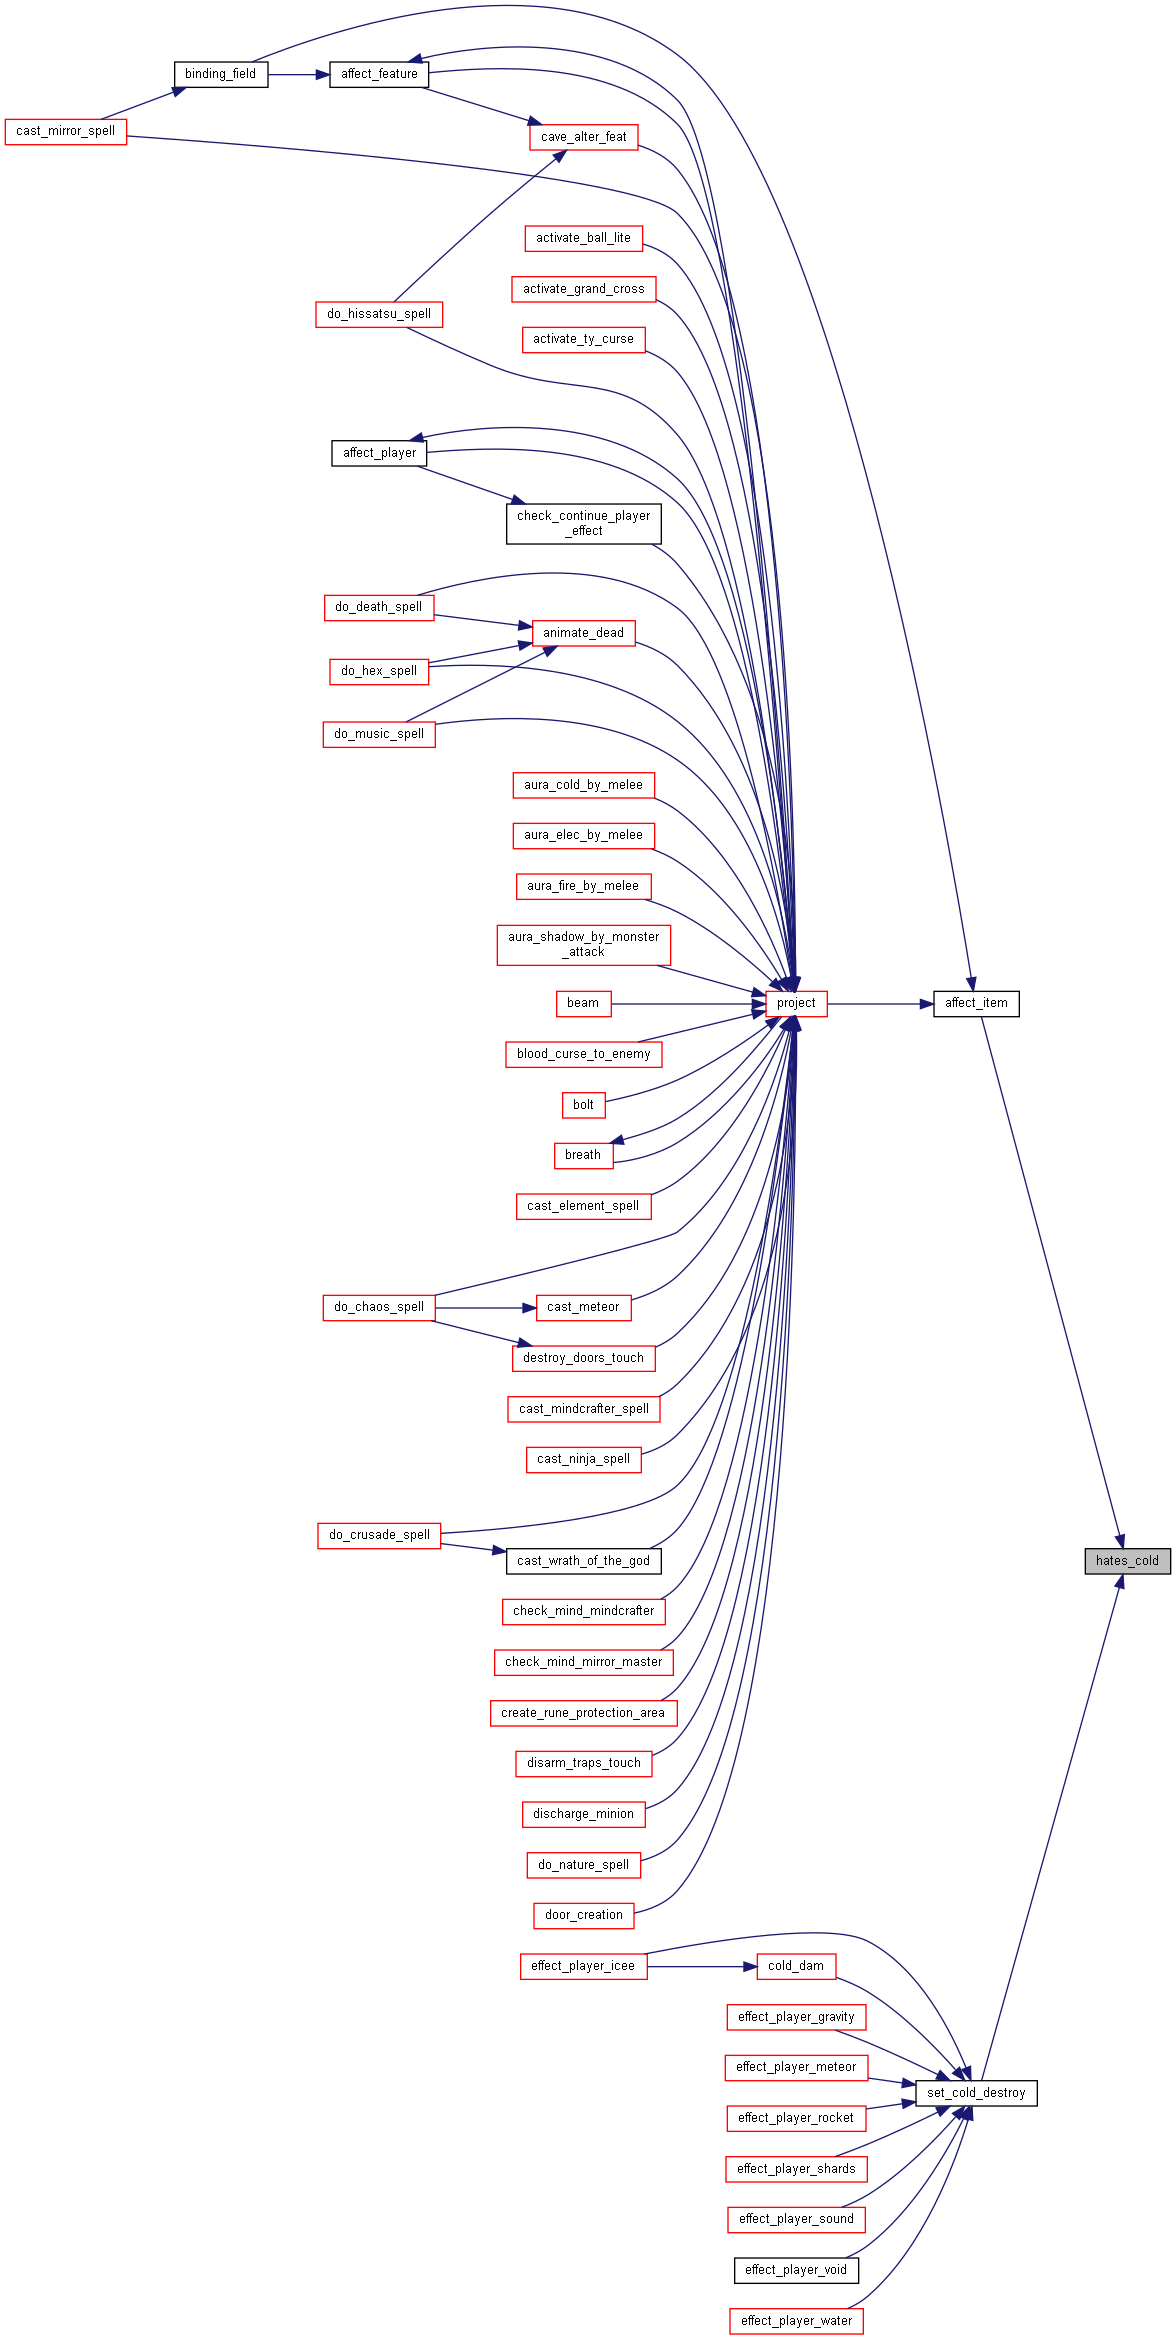 binding_field
affect_feature
cast_mirror_spell
cave_alter_feat
activate_ball_lite
activate_grand_cross
do_hissatsu_spell
activate_ty_curse
affect_player
check_continue_player
_effect
do_death_spell
animate_dead
do_hex_spell
do_music_spell
aura_cold_by_melee
aura_elec_by_melee
aura_fire_by_melee
aura_shadow_by_monster
_attack
beam
project
affect_item
blood_curse_to_enemy
bolt
breath
cast_element_spell
do_chaos_spell
cast_meteor
destroy_doors_touch
cast_mindcrafter_spell
cast_ninja_spell
do_crusade_spell
cast_wrath_of_the_god
hates_cold
check_mind_mindcrafter
check_mind_mirror_master
create_rune_protection_area
disarm_traps_touch
discharge_minion
do_nature_spell
door_creation
effect_player_icee
cold_dam
effect_player_gravity
effect_player_meteor
set_cold_destroy
effect_player_rocket
effect_player_shards
effect_player_sound
effect_player_void
effect_player_water